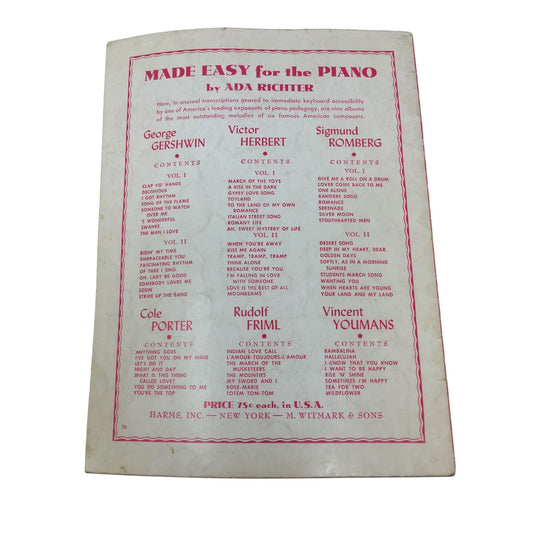 MADE EASY for the PIANO
by ADA RICHTER
Here, in unusual transcriptions geared to immediate keyboard accessibility
by one of America's leading exponents of piano pedagogy, are nine albums
of the most outstanding melodies of six famous American composers.
George
GERSHWIN
CONTENTS
VOL. I
CLAP YO' HANDS
DELISHIOUS
I GOT RHYTHM
SONG OF THE FLAME
SOMEONE TO WATCH
OVER ME
'S WONDERFUL
SWANEE
THE MAN I LOVE
VOL. II
BIDIN' MY TIME
EMBRACEABLE YOU
FASCINATING RHYTHM
OF THEE I SING
OH, LADY BE GOOD
SOMEBODY LOVES ME
SOON
STRIKE UP THE BAND
Victor
HERBERT
CONTENTS
VOL. I
MARCH OF THE TOYS
A KISS IN THE DARK
GYPSY LOVE SONG
TOYLAND
TO THE LAND OF MY OWN
ROMANCE
ITALIAN STREET SONG
ROMANY LIFE
AH, SWEET MYSTERY OF LIFE
VOL. II
WHEN YOU'RE AWAY
KISS ME AGAIN
TRAMP, TRAMP, TRAMP
THINE ALONE
BECAUSE YOU'RE YOU
I'M FALLING IN LOVE
WITH SOMEONE
LOVE IS THE BEST OF ALL
MOONBEAMS
Sigmund
ROMBERG
CONTENTS
VOL. I
GIVE ME A ROLL ON A DRUM
LOVER COME BACK TO ME
ONE ALONE
RANGERS SONG
ROMANCE
SERENADE
SILVER MOON
STOUTHEARTED MEN
VOL. II
DESERT SONG
DEEP IN MY HEART, DEAR
GOLDEN DAYS
SOFTLY, AS IN A MORNING
SUNRISE
STUDENTS MARCH SONG
WANTING YOU
WHEN HEARTS ARE YOUNG
YOUR LAND AND MY LAND
Cole
PORTER
CONTENTS
ANYTHING GOES
I'VE GOT YOU ON MY MIND
LET'S DO IT
NIGHT AND DAY
WHAT IS THIS THING
CALLED LOVE?
YOU DO SOMETHING TO ME
YOU'RE THE TOP
Rudolf
FRIML
CONTENTS
INDIAN LOVE CALL
L'AMOUR-TOUJOURS-L'AMOUR
THE MARCH OF THE
MUSKETEERS
THE MOUNTIES
MY SWORD AND I
ROSE-MARIE
TOTEM TOM-TOM
Vincent
YOUMANS
CONTENTS
BAMBALINA
HALLELUJAH
I KNOW THAT YOU KNOW
I WANT TO BE HAPPY
RISE 'N' SHINE
SOMETIMES I'M HAPPY
TEA FOR TWO
WILDFLOWER
PRICE 75¢ each, in U.S.A.
HARMS, INC. — NEW YORK — M. WITMARK & SONS